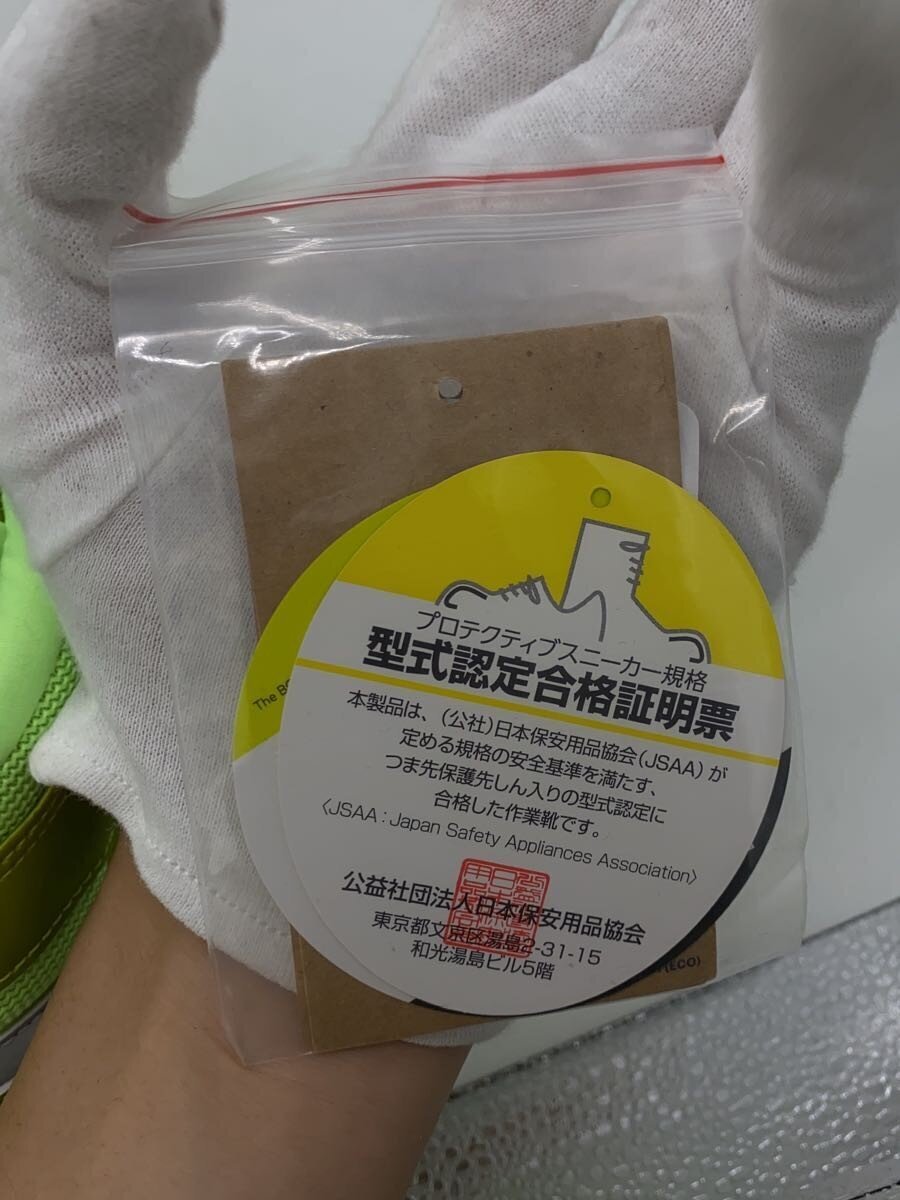 プロテクティブスニーカー規格
型式認定合格証明票
本製品は、(公社)日本保安用品協会(JSAA)が
定める規格の安全基準を満たす、
つま先保護先しん入りの型式認定に
合格した作業靴です。
〈JSAA:Japan Safety Appliances Association〉
公益社団法人日本保安用品協会
東京都文京区湯島2-31-15
和光湯島ビル5階
The
(ECO)